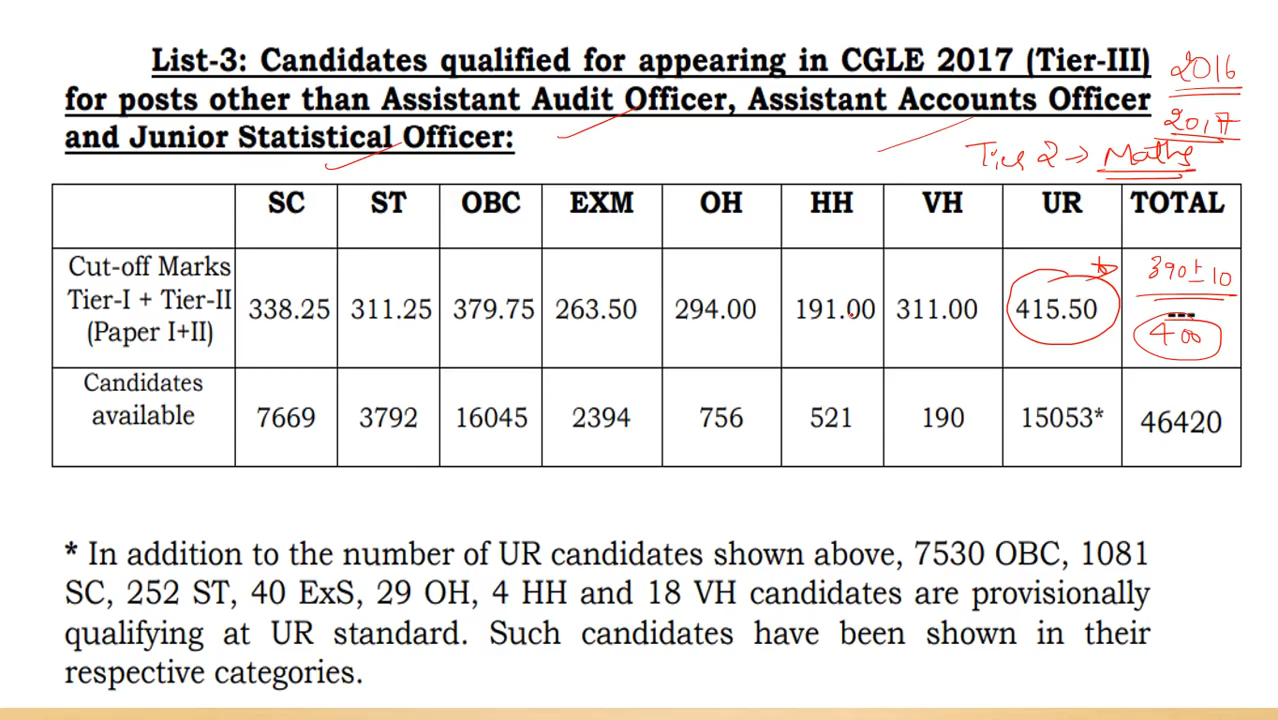 List-3: Candidates qualified for appearing in CGLE 2017 (Tier-III)
for posts other than Assistant Audit Officer, Assistant Accounts Officer
and Junior Statistical Officer:
2016
2017
Tier 2 → Maths
SC ST OBC EXM OH HH VH UR TOTAL
Cut-off Marks
Tier-I + Tier-II
(Paper I+II)
338.25 311.25 379.75 263.50 294.00 191.00 311.00 415.50 ---
390 ± 10
400
Candidates
available
7669 3792 16045 2394 756 521 190 15053* 46420
* In addition to the number of UR candidates shown above, 7530 OBC, 1081
SC, 252 ST, 40 ExS, 29 OH, 4 HH and 18 VH candidates are provisionally
qualifying at UR standard. Such candidates have been shown in their
respective categories.